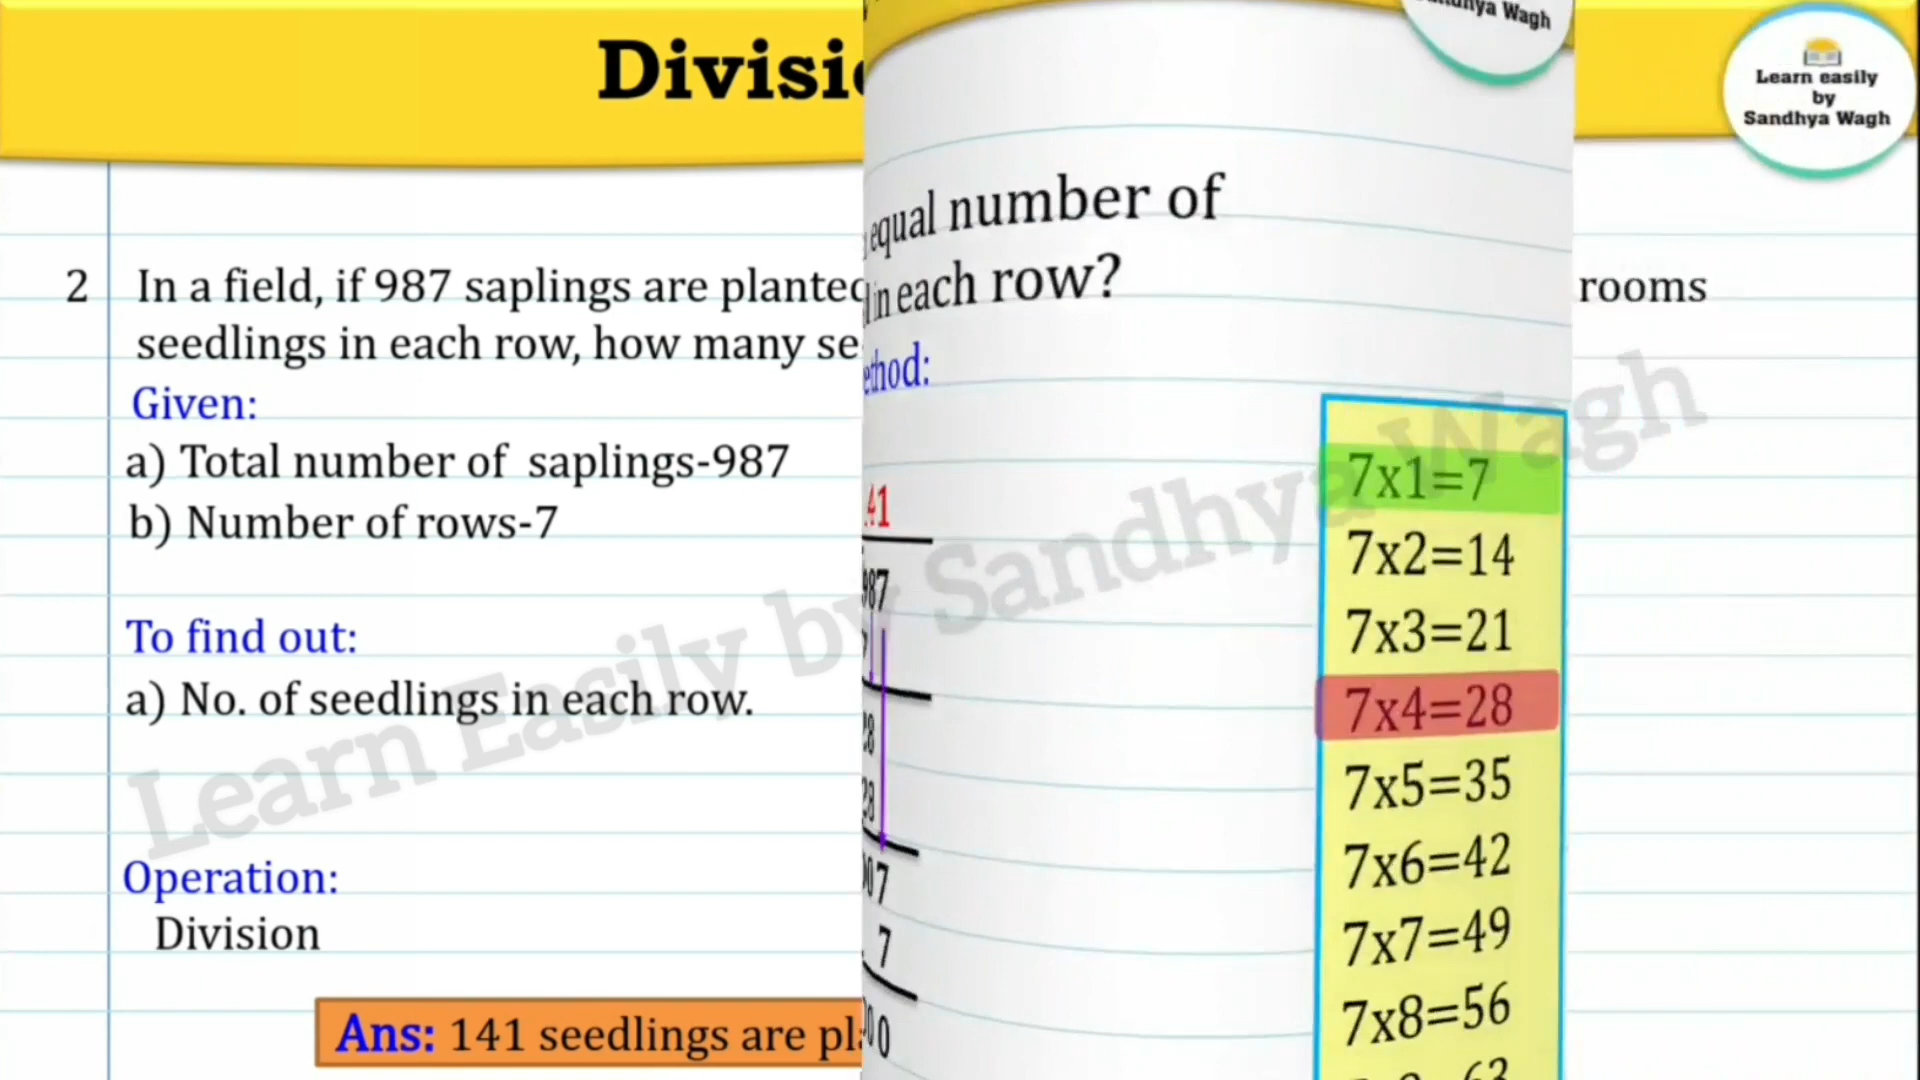 Divisi
Learn easily
by
Sandhya Wagh
Wagh
2 In a field, if 987 saplings are planted
equal number of
rooms
seedlings in each row, how many se
in each row?
Given:
thod:
a) Total number of saplings-987
b) Number of rows-7
To find out:
a) No. of seedlings in each row.
Operation:
Division
Ans: 141 seedlings are pl
41
987
28
28
07
7
00
7x1=7
7x2=14
7x3=21
7x4=28
7x5=35
7x6=42
7x7=49
7x8=56
Learn Easily by Sandhya Wagh